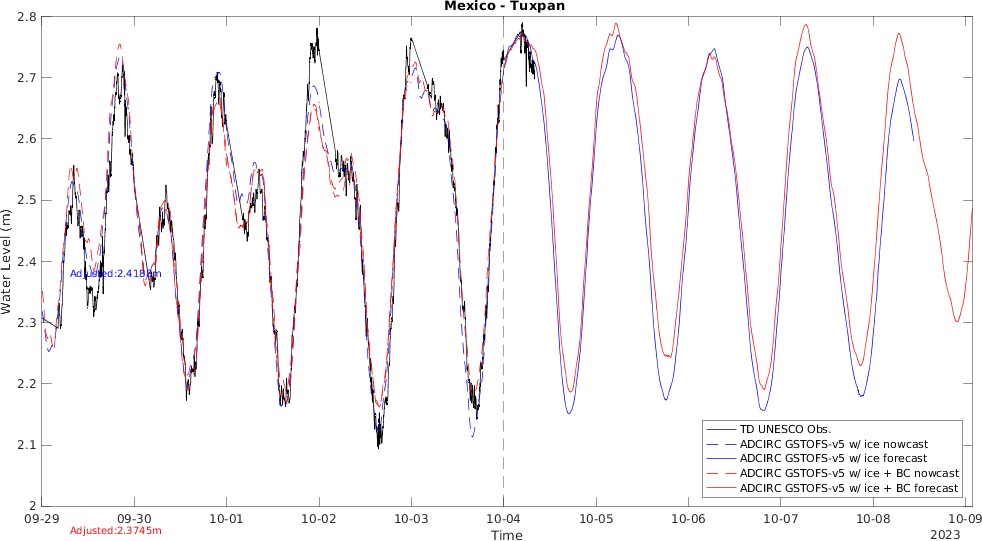 Mexico - Tuxpan
Water Level (m)
2.8
2.7
2.6
2.5
2.4
2.3
2.2
2.1
2
Adjusted:2.4187m
Adjusted:2.3745m
TD UNESCO Obs.
ADCIRC GSTOFS-v5 w/ ice nowcast
ADCIRC GSTOFS-v5 w/ ice forecast
ADCIRC GSTOFS-v5 w/ ice + BC nowcast
ADCIRC GSTOFS-v5 w/ ice + BC forecast
09-29 09-30 10-01 10-02 10-03 10-04 10-05 10-06 10-07 10-08 10-09
Time
2023